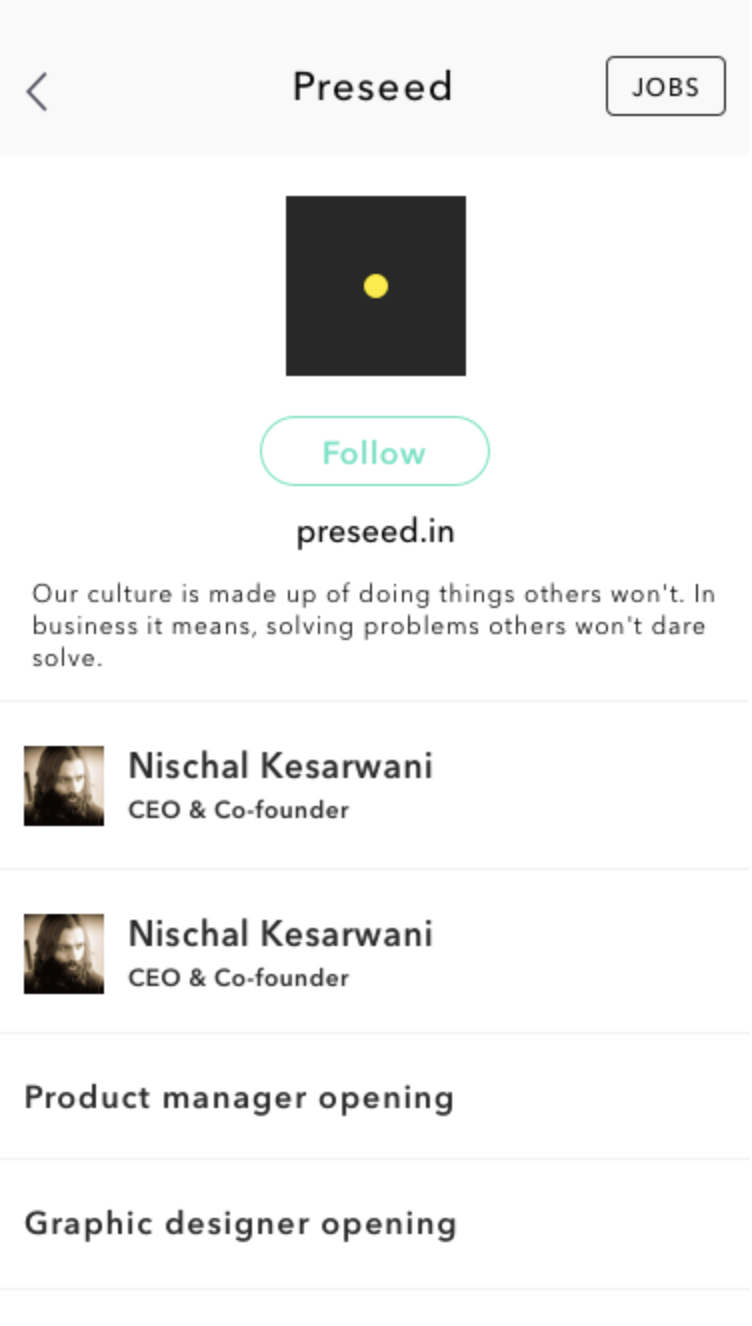 Preseed
JOBS
Follow
preseed.in
Our culture is made up of doing things others won't. In
business it means, solving problems others won't dare
solve.
Nischal Kesarwani
CEO & Co-founder
Nischal Kesarwani
CEO & Co-founder
Product manager opening
Graphic designer opening